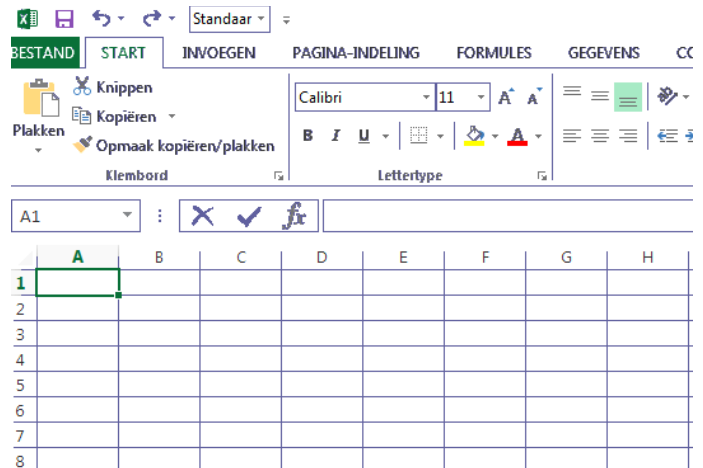 Standaar
BESTAND START INVOEGEN PAGINA-INDELING FORMULES GEGEVENS
Knippen
Kopiëren
Plakken
Opmaak kopiëren/plakken
Klembord
Calibri 11 A A
B I U A
Lettertype
A1 fx
A B C D E F G H
1
2
3
4
5
6
7
8